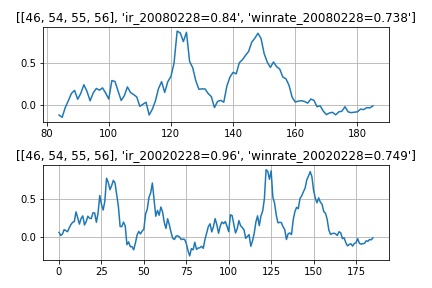 [[46, 54, 55, 56], 'ir_20080228=0.84', 'winrate_20080228=0.738']
0.5
0.0
80 100 120 140 160 180
[[46, 54, 55, 56], 'ir_20020228=0.96', 'winrate_20020228=0.749']
0.5
0.0
0 25 50 75 100 125 150 175